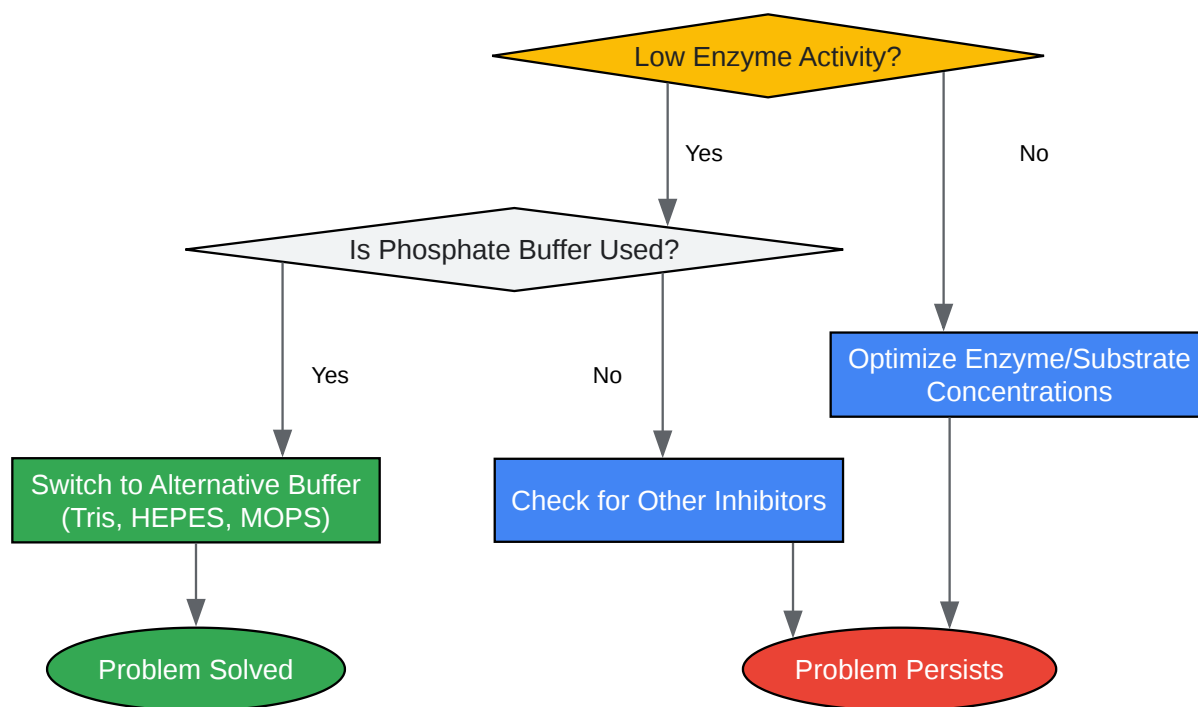 Low Enzyme Activity?
Yes
No
Is Phosphate Buffer Used?
Yes
No
Optimize Enzyme/Substrate
Concentrations
Switch to Alternative Buffer
(Tris, HEPES, MOPS)
Check for Other Inhibitors
Problem Solved
Problem Persists